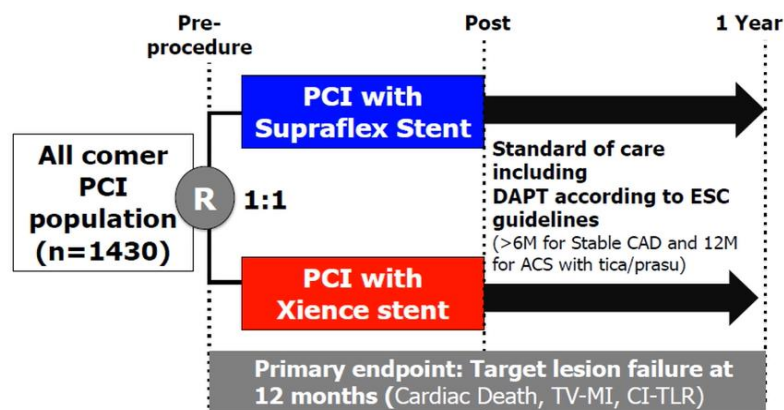 Pre-
procedure
Post
1 Year
PCI with
Supraflex Stent
All comer
PCI
population
(n=1430)
R
1:1
Standard of care
including
DAPT according to ESC
guidelines
(>6M for Stable CAD and 12M
for ACS with tica/prasu)
PCI with
Xience stent
Primary endpoint: Target lesion failure at
12 months (Cardiac Death, TV-MI, CI-TLR)